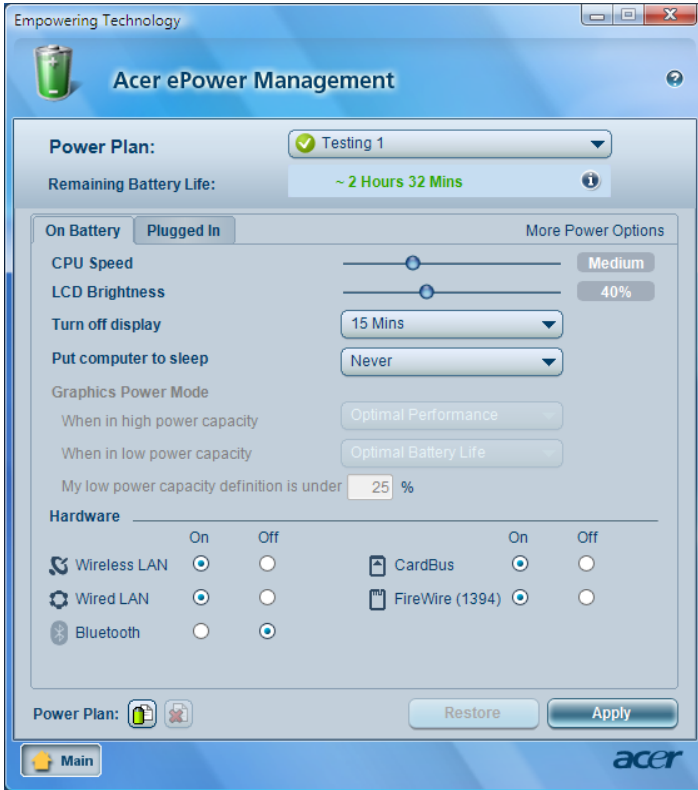 Empowering Technology
Acer ePower Management
Power Plan: Testing 1
Remaining Battery Life: ~ 2 Hours 32 Mins
On Battery Plugged In More Power Options
CPU Speed Medium
LCD Brightness 40%
Turn off display 15 Mins
Put computer to sleep Never
Graphics Power Mode
When in high power capacity Optimal Performance
When in low power capacity Optimal Battery Life
My low power capacity definition is under 25 %
Hardware
On Off On Off
Wireless LAN CardBus
Wired LAN FireWire (1394)
Bluetooth
Power Plan: Restore Apply
Main acer